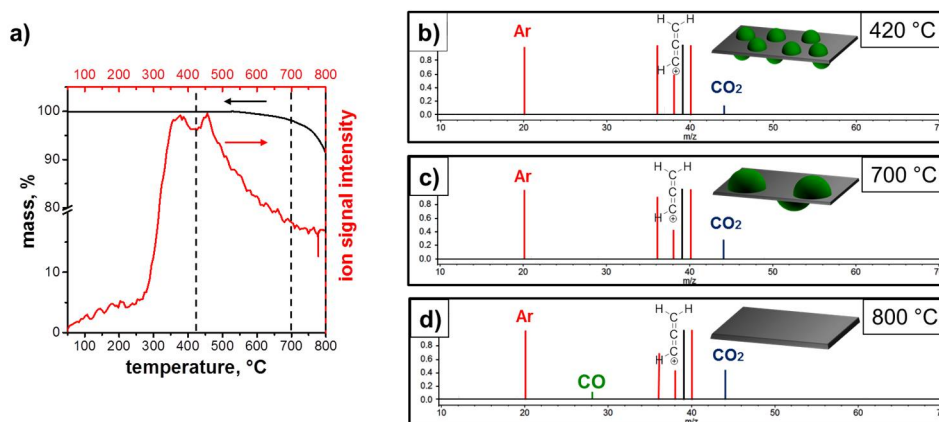 a)
100 200 300 400 500 600 700 800
100
90
80
10
0
mass, %
ion signal intensity
100 200 300 400 500 600 700 800
temperature, °C
b)
Ar
H H
C
C
C
H ⊕
CO2
420 °C
0.8
0.6
0.4
0.2
0.0
10 20 30 40 50 60 70
m/z
c)
Ar
H H
C
C
C
H ⊕
CO2
700 °C
0.8
0.6
0.4
0.2
0.0
10 20 30 40 50 60 70
m/z
d)
Ar
CO
H H
C
C
C
H ⊕
CO2
800 °C
0.8
0.6
0.4
0.2
0.0
10 20 30 40 50 60 70
m/z